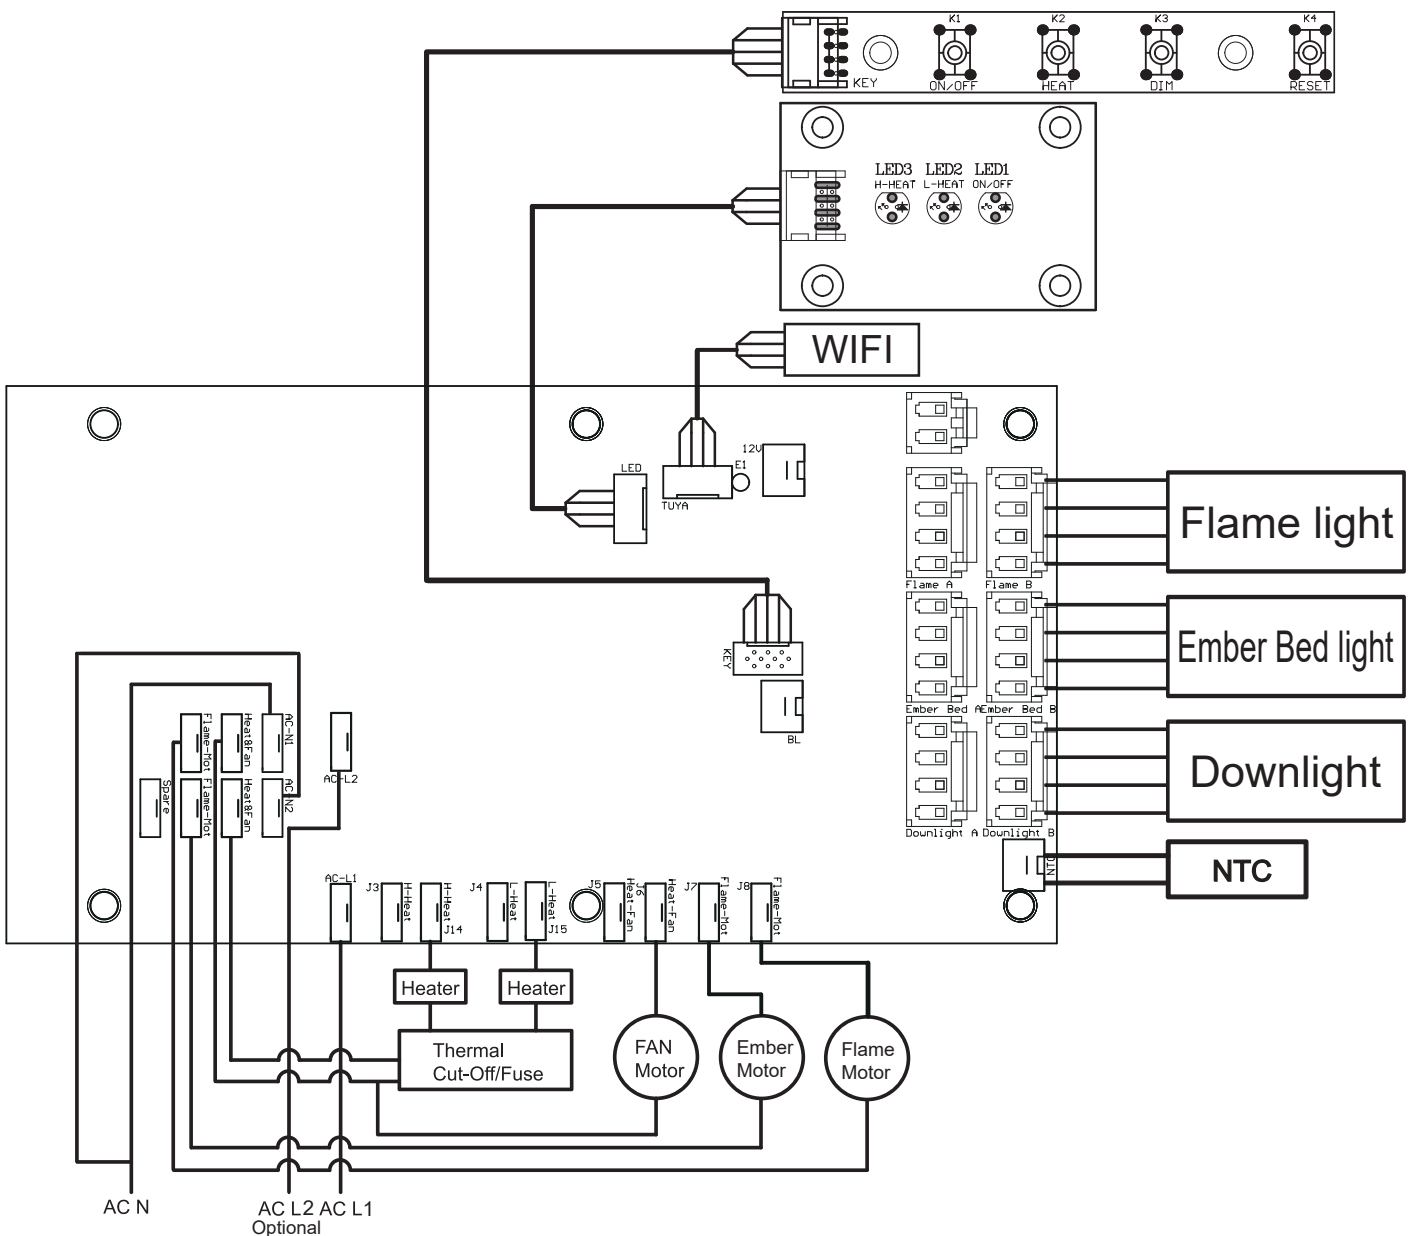 K1 K2 K3 K4
KEY ON/OFF HEAT DIM RESET
LED3 LED2 LED1
H-HEAT L-HEAT ON/OFF
WIFI
12V
LED E1
TUYA
Flame light
Flame A Flame B
Ember Bed light
KEY
Ember Bed A Ember Bed B
BL
Downlight
Downlight A Downlight B
NTC
NTC
Flame-Mot
Heat&Fan
AC-N1
AC-L2
Spare
Flame-Mot
Heat&Fan
AC-N2
AC-L1
J3
H-Heat
H-Heat
J14
J4
L-Heat
L-Heat
J15
J5
Heat-Fan
J6
Heat-Fan
J7
Flame-Mot
J8
Flame-Mot
Heater Heater
Thermal
Cut-Off/Fuse
FAN
Motor
Ember
Motor
Flame
Motor
AC N
AC L2 AC L1
Optional